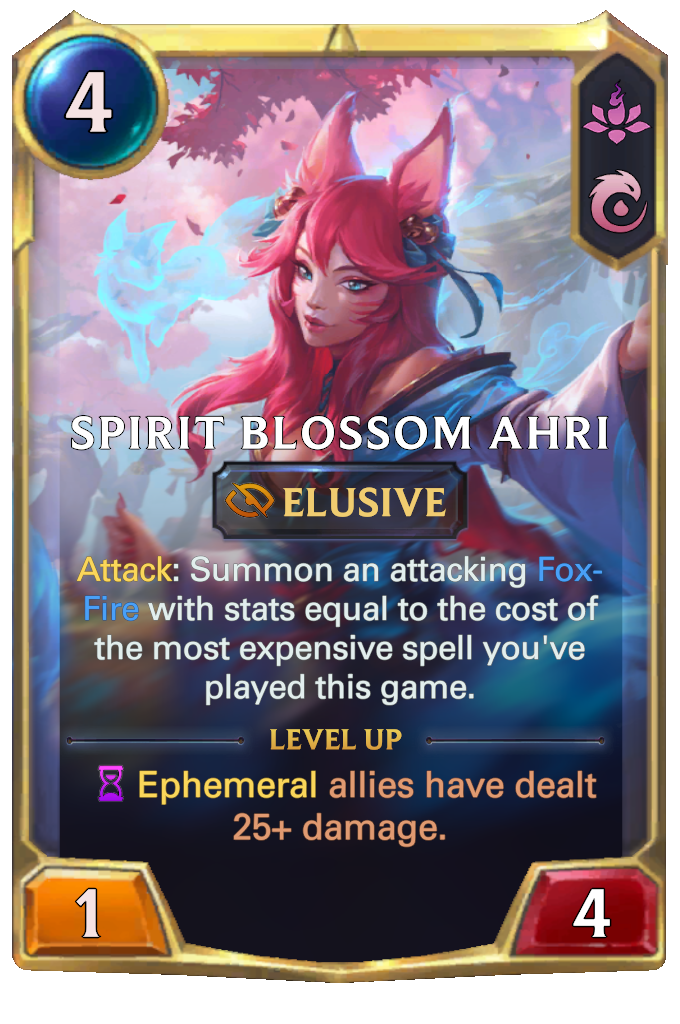 4
SPIRIT BLOSSOM AHRI
ELUSIVE
Attack: Summon an attacking Fox-
Fire with stats equal to the cost of
the most expensive spell you've
played this game.
LEVEL UP
Ephemeral allies have dealt
25+ damage.
1
4